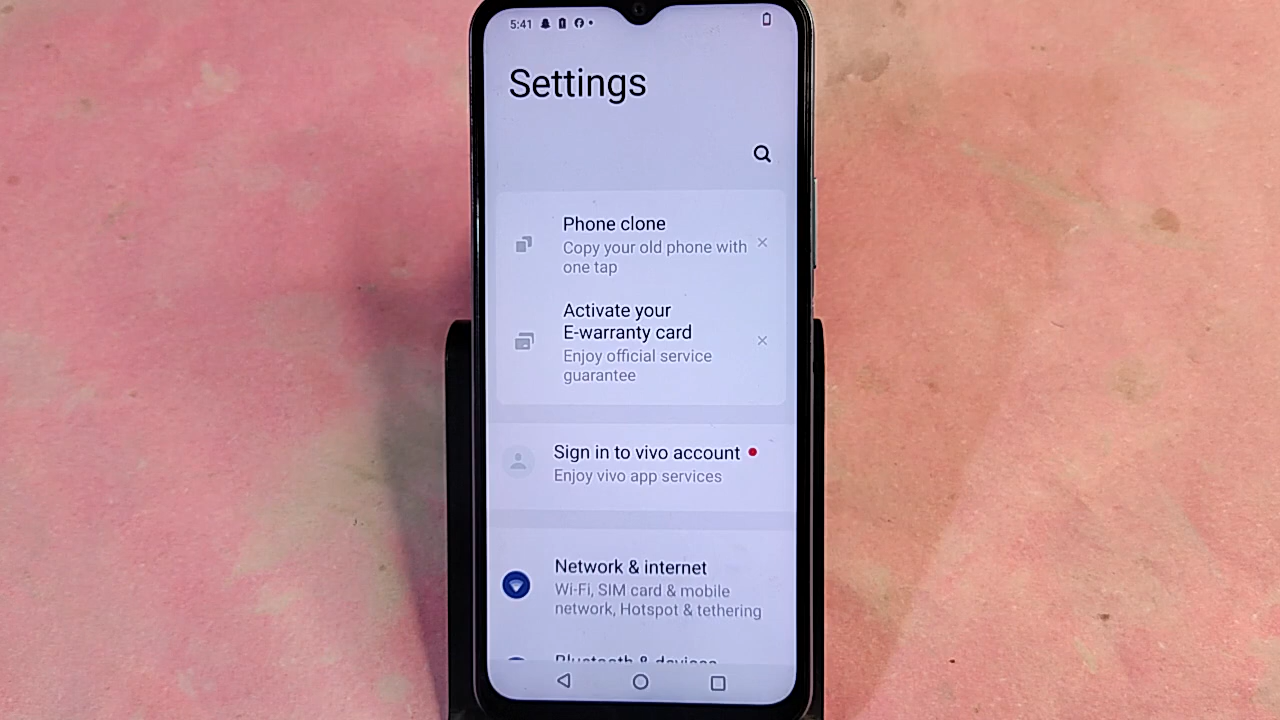 5:41
Settings
Phone clone
Copy your old phone with
one tap
Activate your
E-warranty card
Enjoy official service
guarantee
Sign in to vivo account
Enjoy vivo app services
Network & internet
Wi-Fi, SIM card & mobile
network, Hotspot & tethering
Bluetooth & devices